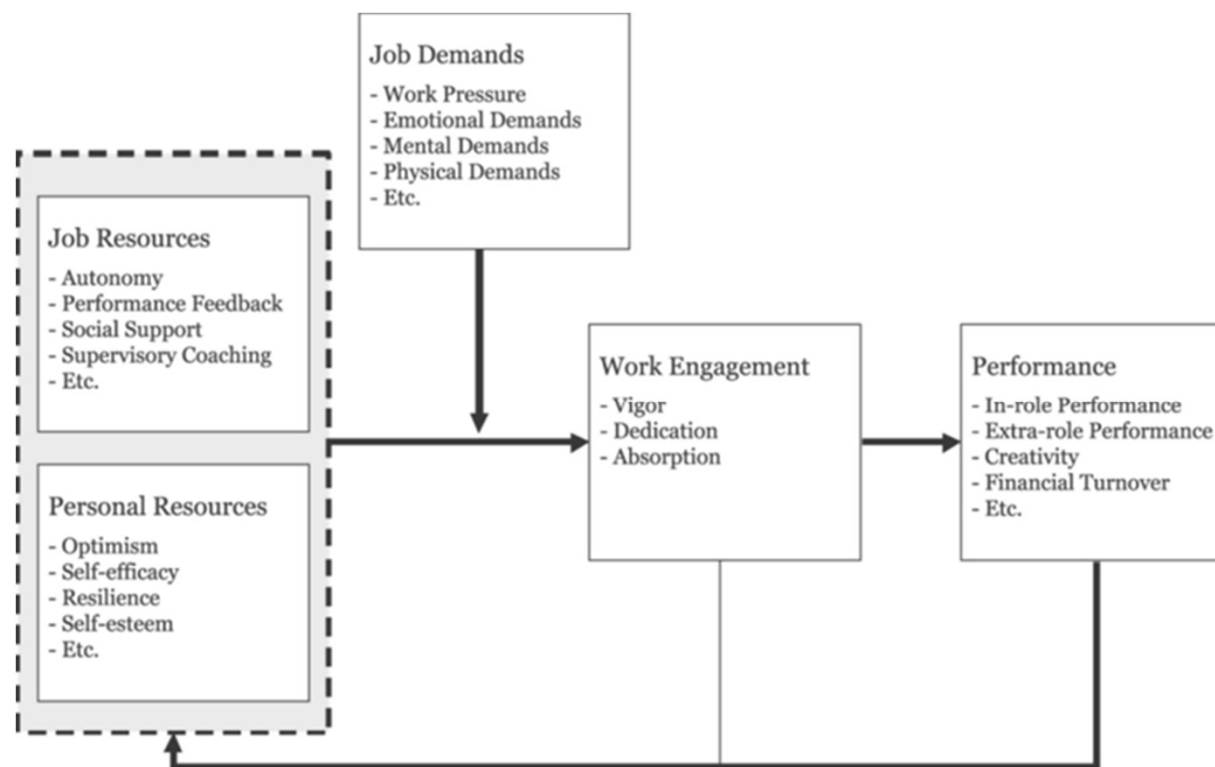 Job Demands
- Work Pressure
- Emotional Demands
- Mental Demands
- Physical Demands
- Etc.
Job Resources
- Autonomy
- Performance Feedback
- Social Support
- Supervisory Coaching
- Etc.
Personal Resources
- Optimism
- Self-efficacy
- Resilience
- Self-esteem
- Etc.
Work Engagement
- Vigor
- Dedication
- Absorption
Performance
- In-role Performance
- Extra-role Performance
- Creativity
- Financial Turnover
- Etc.